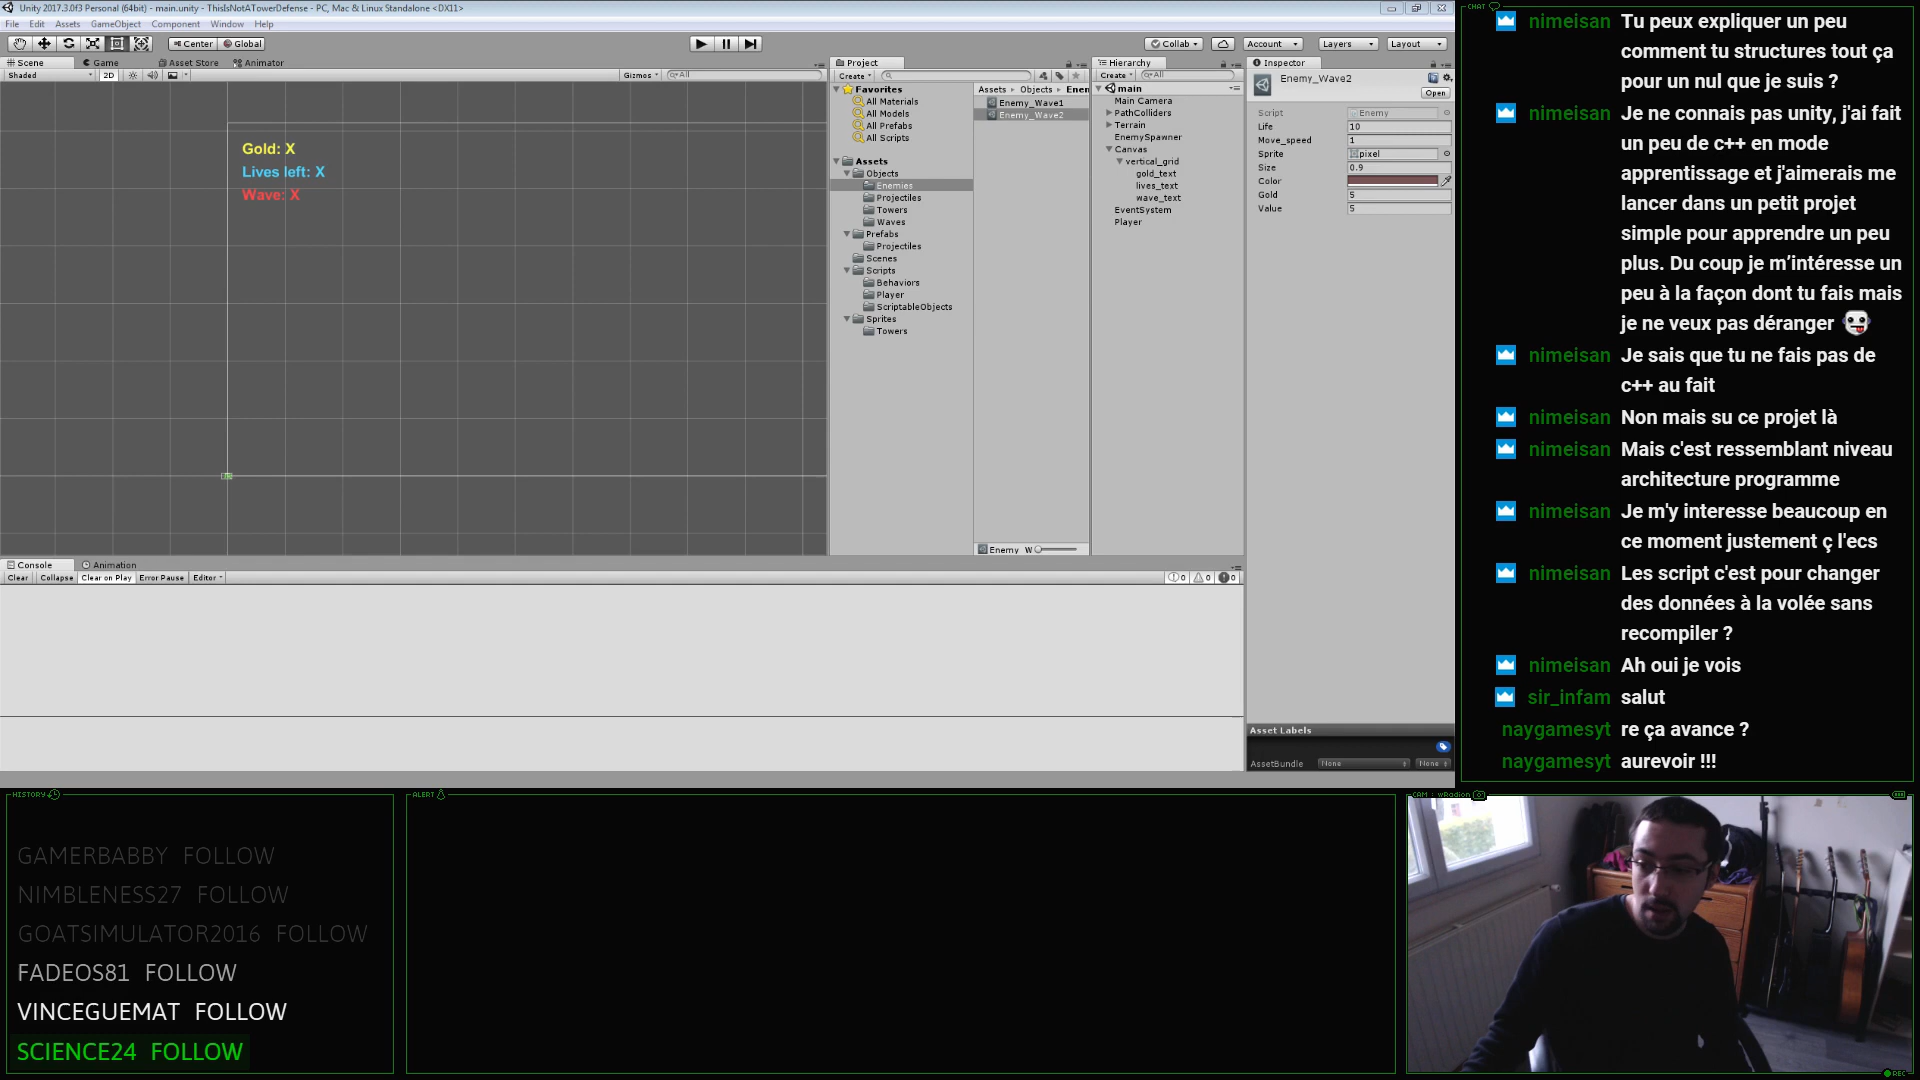 Unity 2017.3.0f3 Personal (64bit) - main.unity - ThisIsNotATowerDefense - PC, Mac & Linux Standalone <DX11>
File Edit Assets GameObject Component Window Help
Center Global
Collab Account Layers Layout
Scene Game Asset Store Animator
Shaded 2D Gizmos All
Gold: X
Lives left: X
Wave: X
Project
Create
Favorites
All Materials
All Models
All Prefabs
All Scripts
Assets
Objects
Enemies
Projectiles
Towers
Waves
Prefabs
Projectiles
Scenes
Scripts
Behaviors
Player
ScriptableObjects
Sprites
Towers
Assets Objects Enem
Enemy_Wave1
Enemy_Wave2
Enemy W
Hierarchy
Create All
main
Main Camera
PathColliders
Terrain
EnemySpawner
Canvas
vertical_grid
gold_text
lives_text
wave_text
EventSystem
Player
Inspector
Enemy_Wave2
Open
Script Enemy
Life 10
Move_speed 1
Sprite pixel
Size 0.9
Color
Gold 5
Value 5
Asset Labels
AssetBundle None None
Console Animation
Clear Collapse Clear on Play Error Pause Editor
0 0 0
CHAT
nimeisan Tu peux expliquer un peu
comment tu structures tout ça
pour un nul que je suis ?
nimeisan Je ne connais pas unity, j'ai fait
un peu de c++ en mode
apprentissage et j'aimerais me
lancer dans un petit projet
simple pour apprendre un peu
plus. Du coup je m’intéresse un
peu à la façon dont tu fais mais
je ne veux pas déranger
nimeisan Je sais que tu ne fais pas de
c++ au fait
nimeisan Non mais su ce projet là
nimeisan Mais c'est ressemblant niveau
architecture programme
nimeisan Je m'y interesse beaucoup en
ce moment justement ç l'ecs
nimeisan Les script c'est pour changer
des données à la volée sans
recompiler ?
nimeisan Ah oui je vois
sir_infam salut
naygamesyt re ça avance ?
naygamesyt aurevoir !!!
HISTORY
GAMERBABBY FOLLOW
NIMBLENESS27 FOLLOW
GOATSIMULATOR2016 FOLLOW
FADEOS81 FOLLOW
VINCEGUEMAT FOLLOW
SCIENCE24 FOLLOW
ALERT
CAM : wRadion
REC